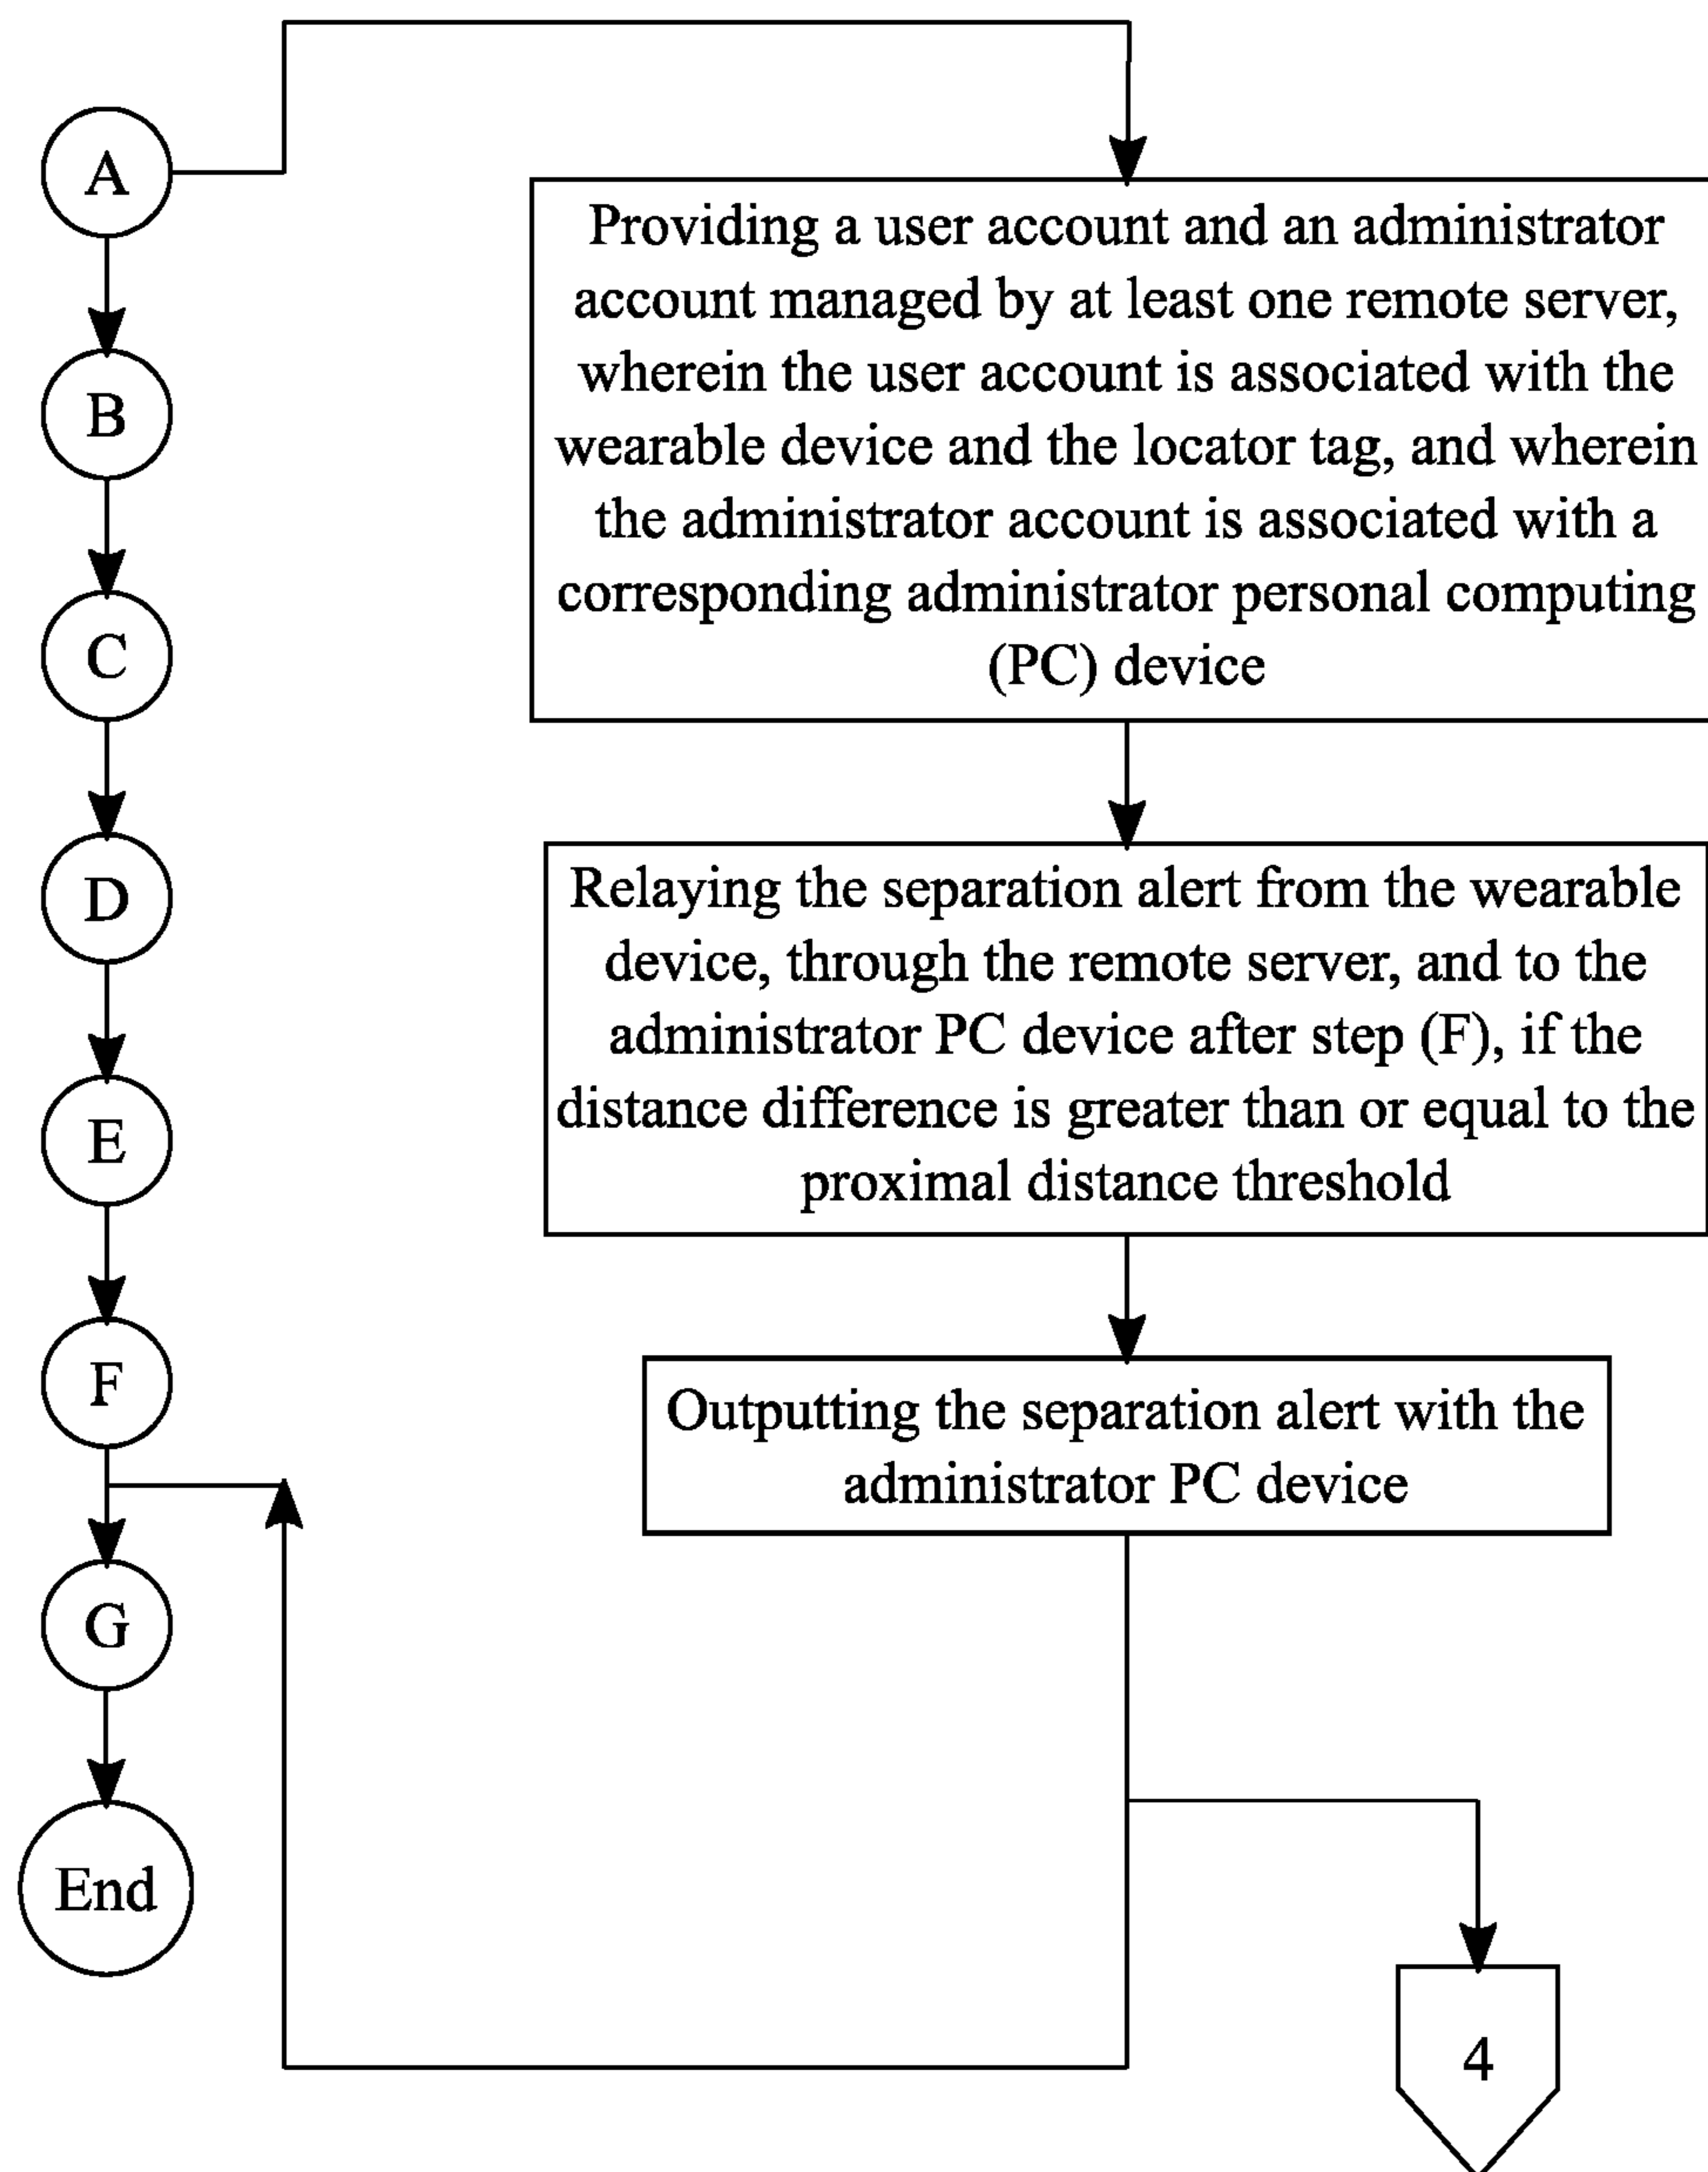 A
B
C
D
E
F
G
End
Providing a user account and an administrator
account managed by at least one remote server,
wherein the user account is associated with the
wearable device and the locator tag, and wherein
the administrator account is associated with a
corresponding administrator personal computing
(PC) device
Relaying the separation alert from the wearable
device, through the remote server, and to the
administrator PC device after step (F), if the
distance difference is greater than or equal to the
proximal distance threshold
Outputting the separation alert with the
administrator PC device
4